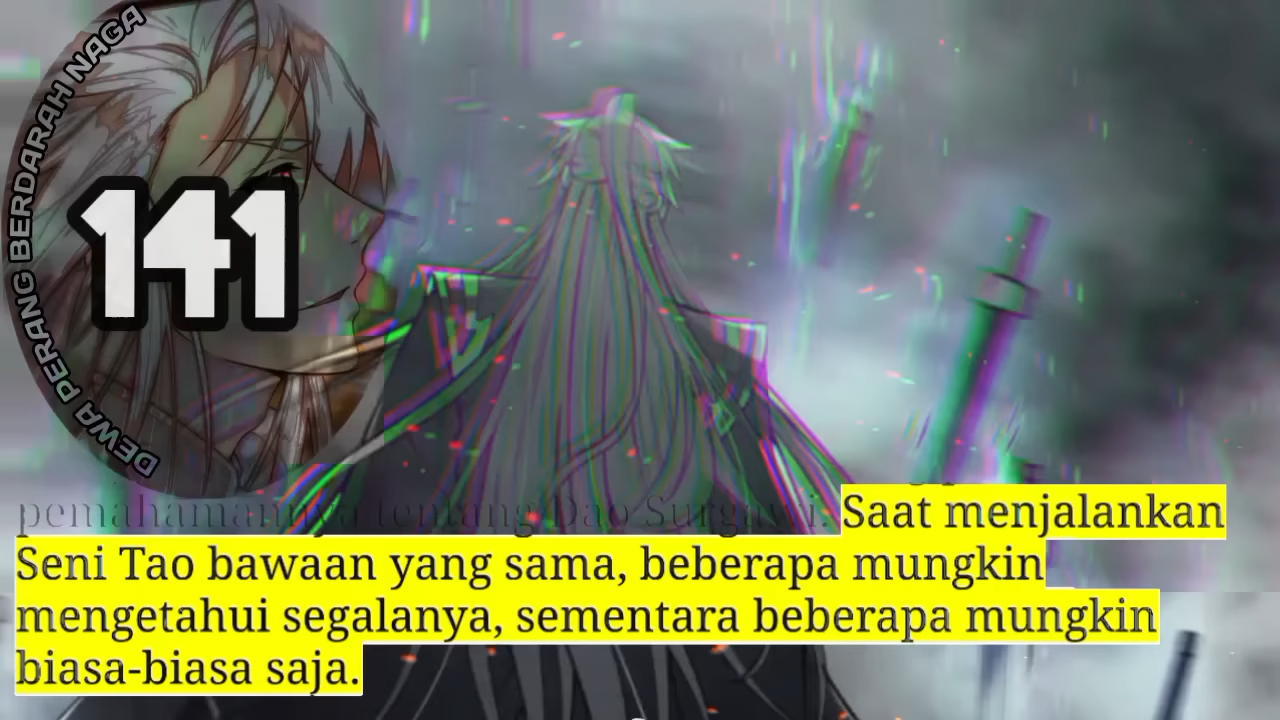 DEWA PERANG BERDARAH NAGA
141
pemahamannya tentang Dao Surgawi. Saat menjalankan
Seni Tao bawaan yang sama, beberapa mungkin
mengetahui segalanya, sementara beberapa mungkin
biasa-biasa saja.